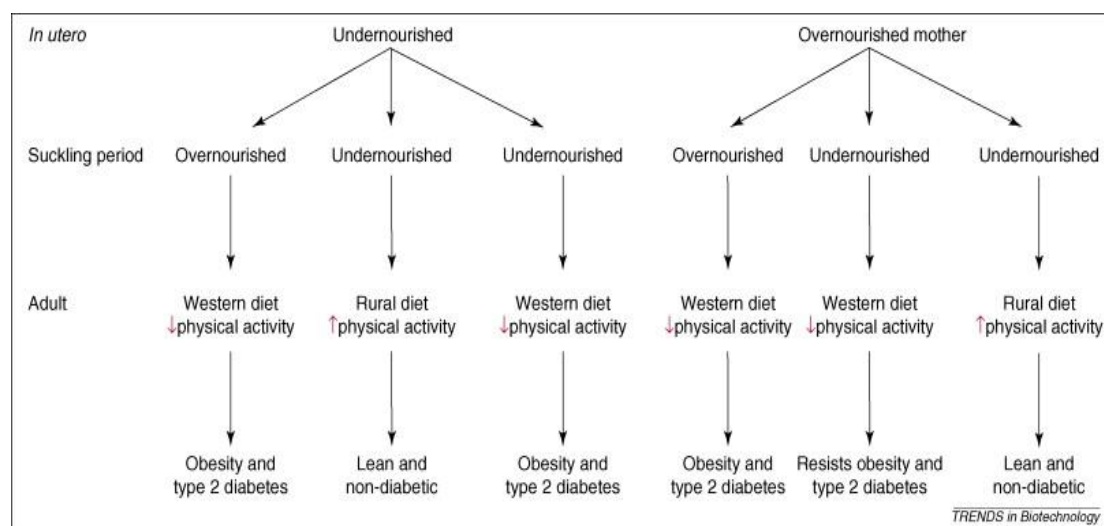 In utero Undernourished Overnourished mother
Suckling period Overnourished Undernourished Undernourished Overnourished Undernourished Undernourished
Adult Western diet Rural diet Western diet Western diet Western diet Rural diet
↓physical activity ↑physical activity ↓physical activity ↓physical activity ↓physical activity ↑physical activity
Obesity and Lean and Obesity and Obesity and Resists obesity and Lean and
type 2 diabetes non-diabetic type 2 diabetes type 2 diabetes type 2 diabetes non-diabetic
TRENDS in Biotechnology